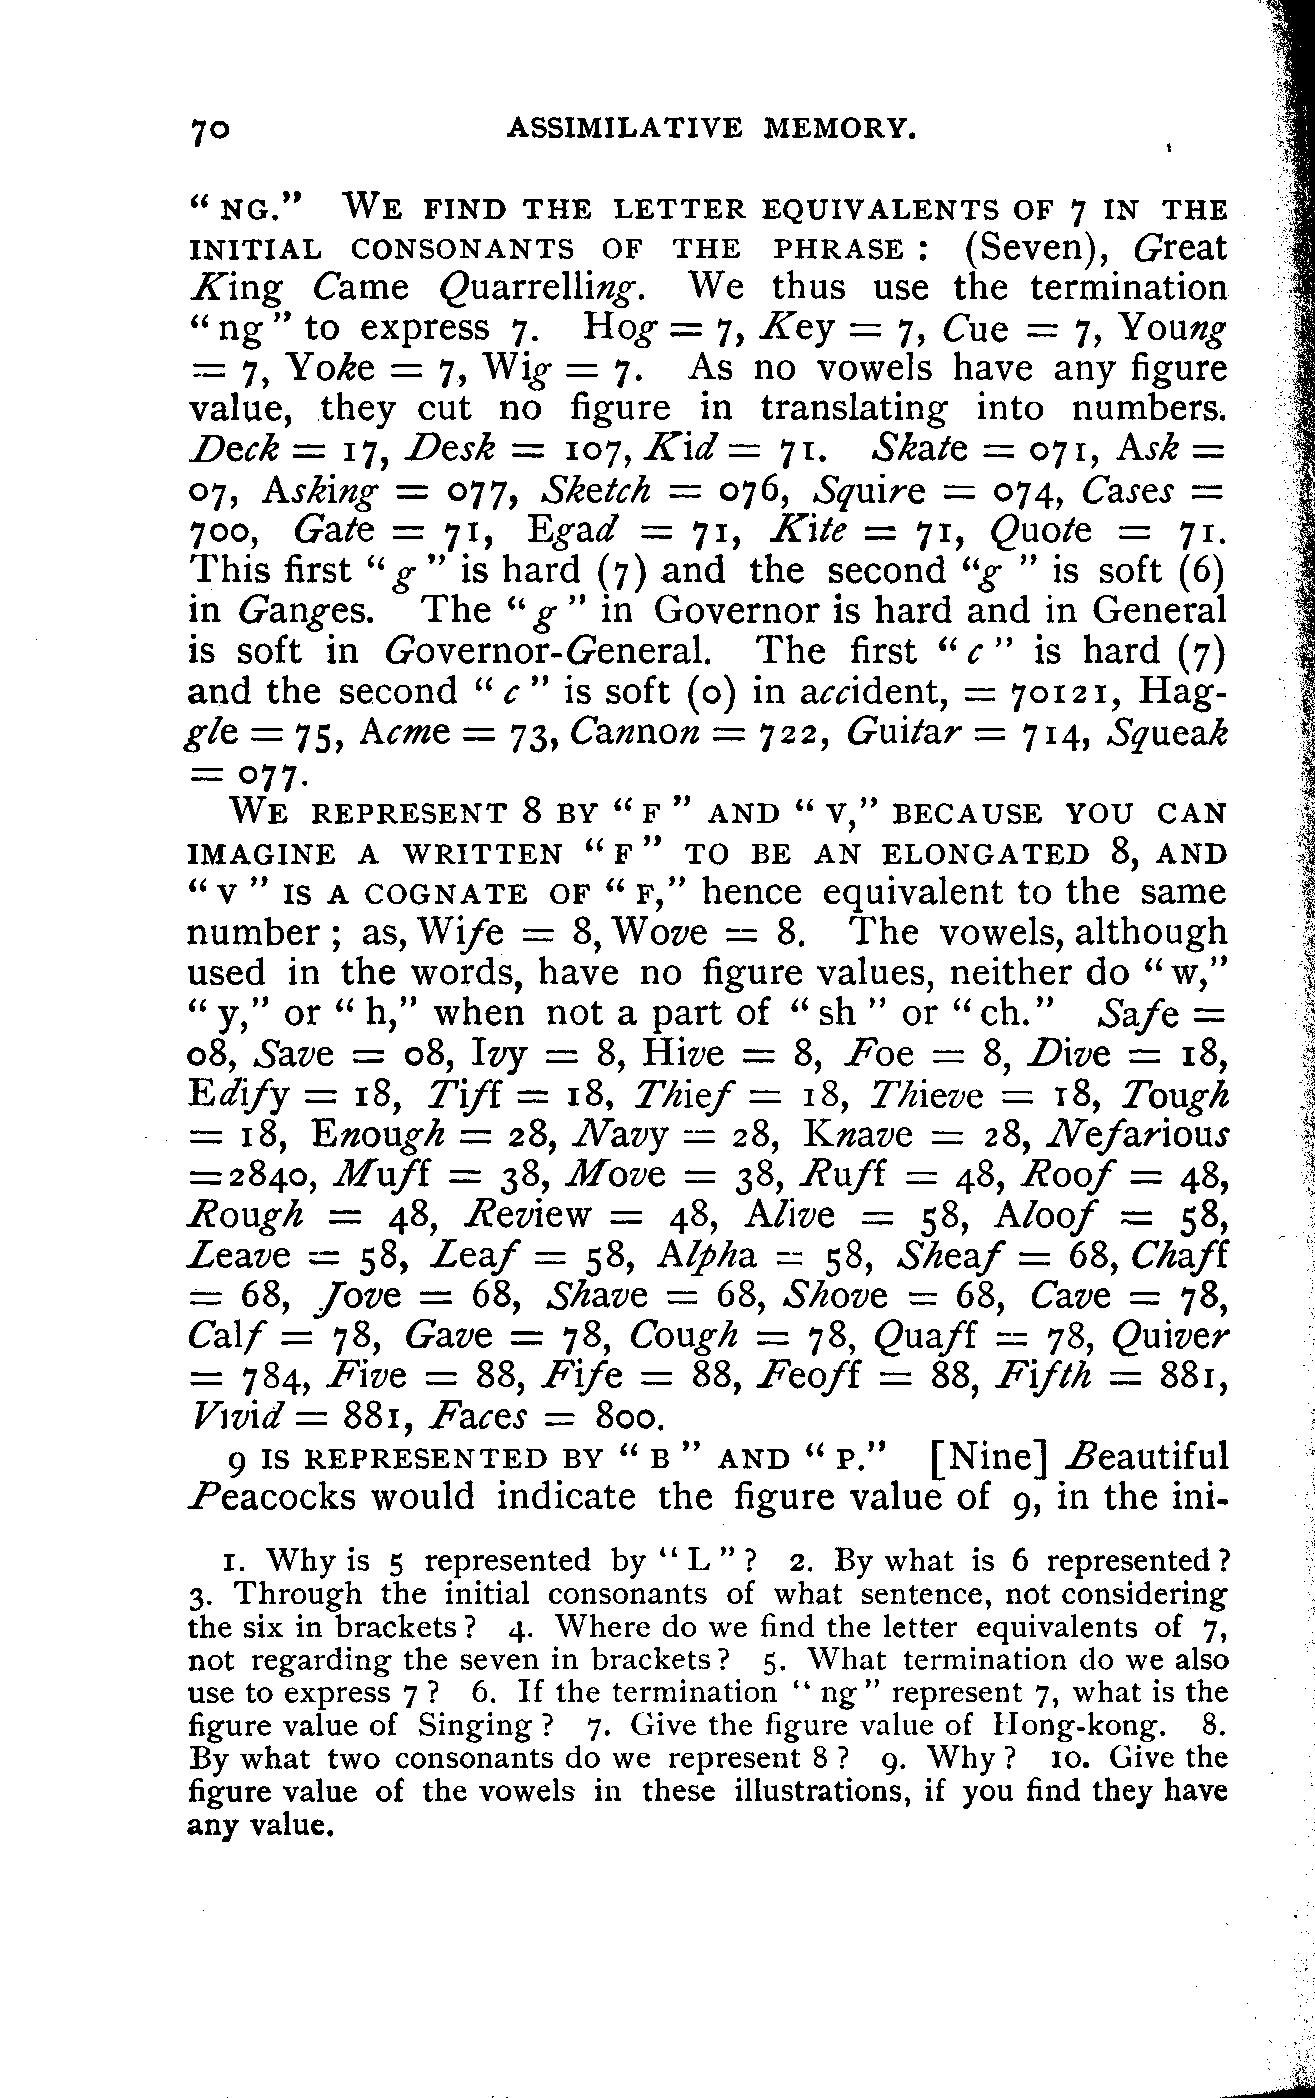 70 ASSIMILATIVE MEMORY.
“NG.” WE FIND THE LETTER EQUIVALENTS OF 7 IN THE
INITIAL CONSONANTS OF THE PHRASE : (Seven), Great
King Came Quarrelling. We thus use the termination
“ng” to express 7. Hog = 7, Key = 7, Cue = 7, Young
= 7, Yoke = 7, Wig = 7. As no vowels have any figure
value, they cut no figure in translating into numbers.
Deck = 17, Desk = 107, Kid = 71. Skate = 071, Ask =
07, Asking = 077, Sketch = 076, Squire = 074, Cases =
700, Gate = 71, Egad = 71, Kite = 71, Quote = 71.
This first “g” is hard (7) and the second “g” is soft (6)
in Ganges. The “g” in Governor is hard and in General
is soft in Governor-General. The first “c” is hard (7)
and the second “c” is soft (0) in accident, = 70121, Hag-
gle = 75, Acme = 73, Cannon = 722, Guitar = 714, Squeak
= 077.
WE REPRESENT 8 BY “F” AND “V,” BECAUSE YOU CAN
IMAGINE A WRITTEN “F” TO BE AN ELONGATED 8, AND
“V” IS A COGNATE OF “F,” hence equivalent to the same
number ; as, Wife = 8, Wove = 8. The vowels, although
used in the words, have no figure values, neither do “w,”
“y,” or “h,” when not a part of “sh” or “ch.” Safe =
08, Save = 08, Ivy = 8, Hive = 8, Foe = 8, Dive = 18,
Edify = 18, Tiff = 18, Thief = 18, Thieve = 18, Tough
= 18, Enough = 28, Navy = 28, Knave = 28, Nefarious
= 2840, Muff = 38, Move = 38, Ruff = 48, Roof = 48,
Rough = 48, Review = 48, Alive = 58, Aloof = 58,
Leave = 58, Leaf = 58, Alpha = 58, Sheaf = 68, Chaff
= 68, Jove = 68, Shave = 68, Shove = 68, Cave = 78,
Calf = 78, Gave = 78, Cough = 78, Quaff = 78, Quiver
= 784, Five = 88, Fife = 88, Feoff = 88, Fifth = 881,
Vivid = 881, Faces = 800.
9 IS REPRESENTED BY “B” AND “P.” [Nine] Beautiful
Peacocks would indicate the figure value of 9, in the ini-
1. Why is 5 represented by “L”? 2. By what is 6 represented?
3. Through the initial consonants of what sentence, not considering
the six in brackets? 4. Where do we find the letter equivalents of 7,
not regarding the seven in brackets? 5. What termination do we also
use to express 7? 6. If the termination “ng” represent 7, what is the
figure value of Singing? 7. Give the figure value of Hong-kong. 8.
By what two consonants do we represent 8? 9. Why? 10. Give the
figure value of the vowels in these illustrations, if you find they have
any value.